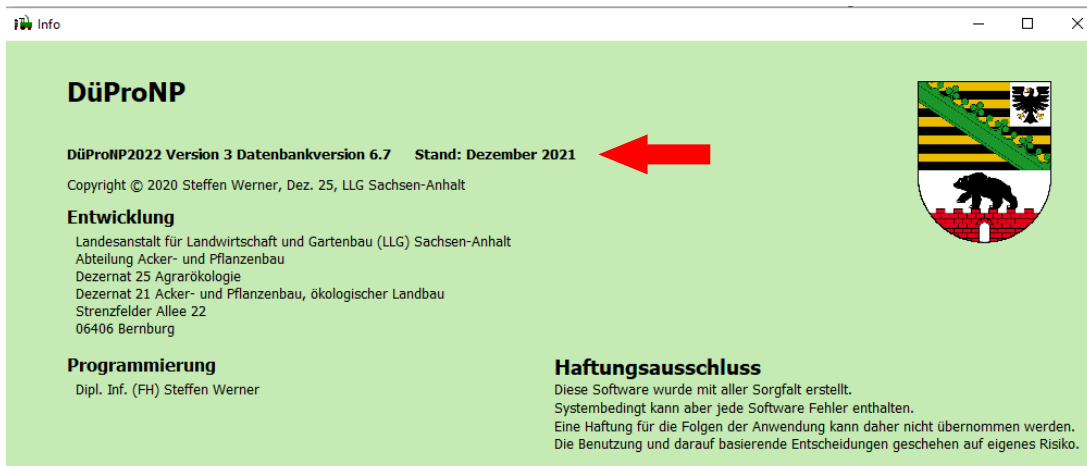 Info
DüProNP
DüProNP2022 Version 3 Datenbankversion 6.7 Stand: Dezember 2021
Copyright © 2020 Steffen Werner, Dez. 25, LLG Sachsen-Anhalt
Entwicklung
Landesanstalt für Landwirtschaft und Gartenbau (LLG) Sachsen-Anhalt
Abteilung Acker- und Pflanzenbau
Dezernat 25 Agrarökologie
Dezernat 21 Acker- und Pflanzenbau, ökologischer Landbau
Strenzfelder Allee 22
06406 Bernburg
Programmierung
Dipl. Inf. (FH) Steffen Werner
Haftungsausschluss
Diese Software wurde mit aller Sorgfalt erstellt.
Systembedingt kann aber jede Software Fehler enthalten.
Eine Haftung für die Folgen der Anwendung kann daher nicht übernommen werden.
Die Benutzung und darauf basierende Entscheidungen geschehen auf eigenes Risiko.